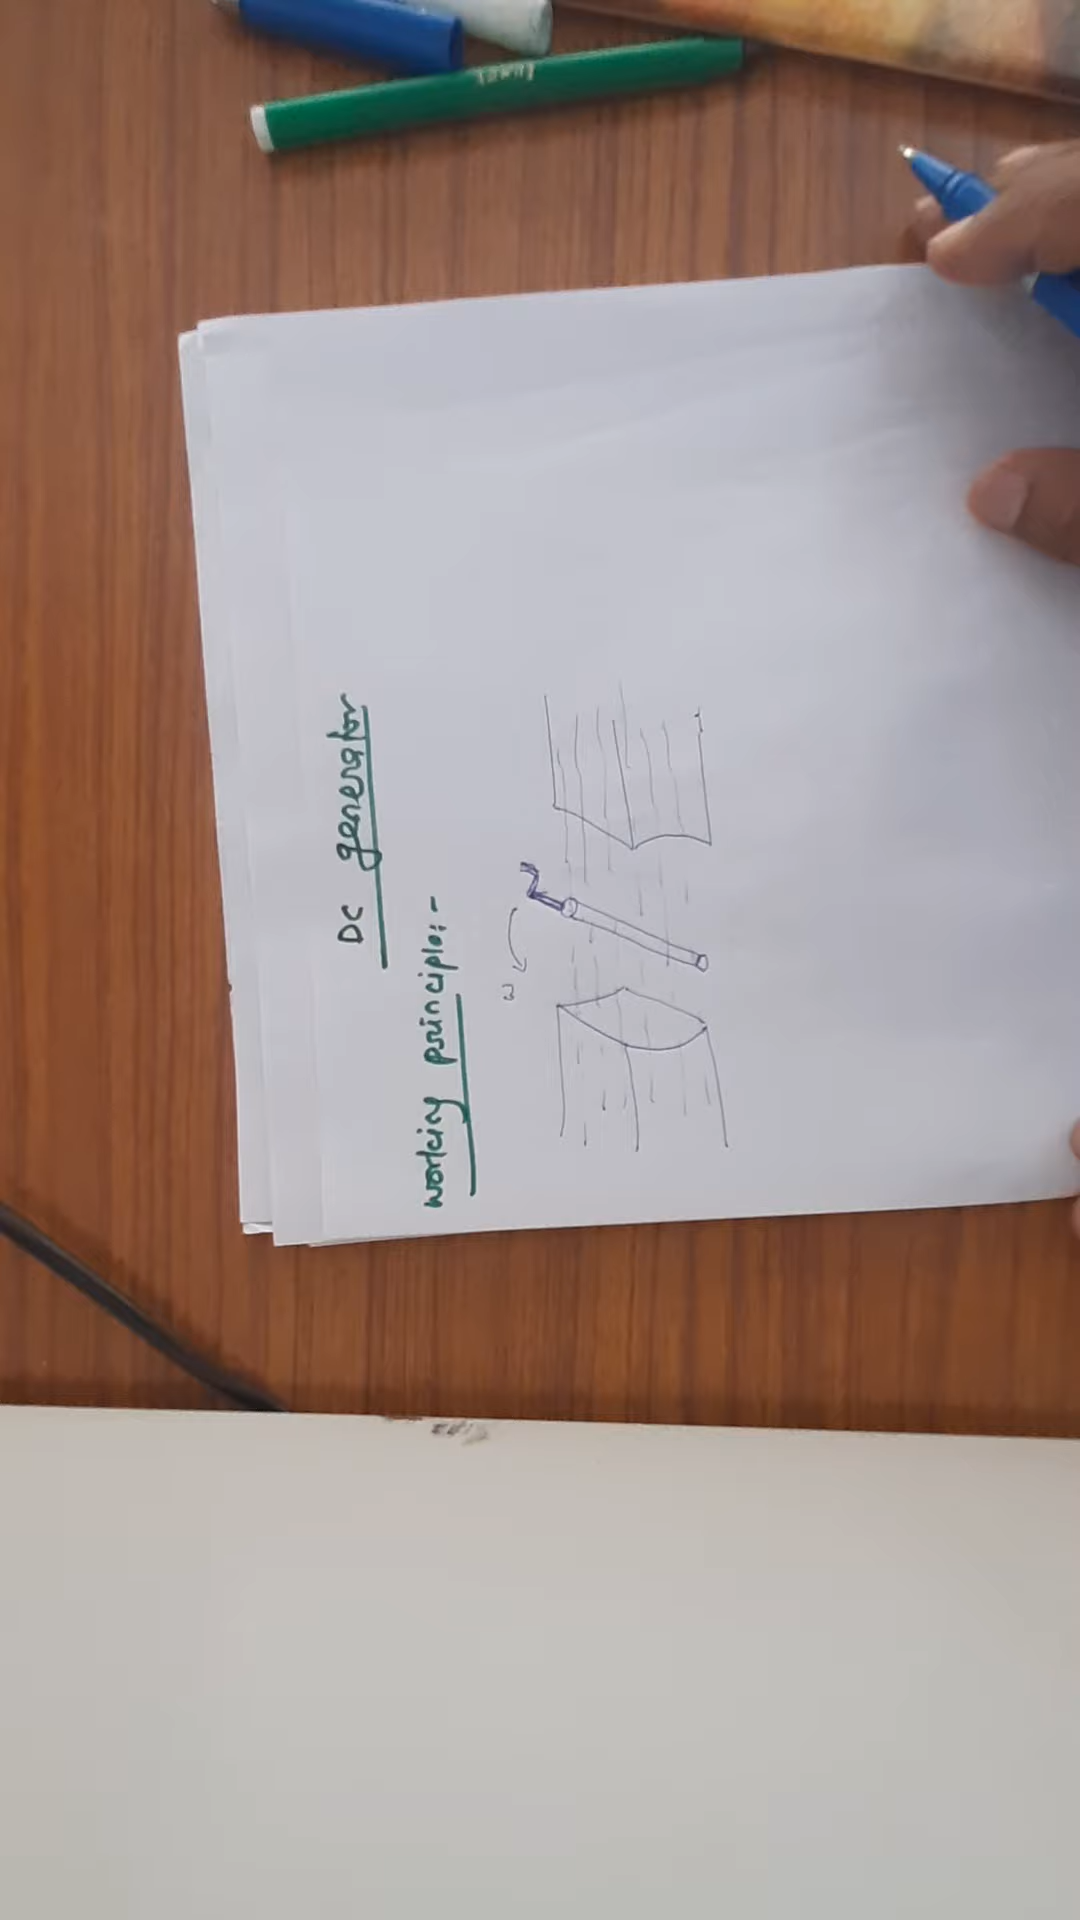 DC generator
working principle:-
ω